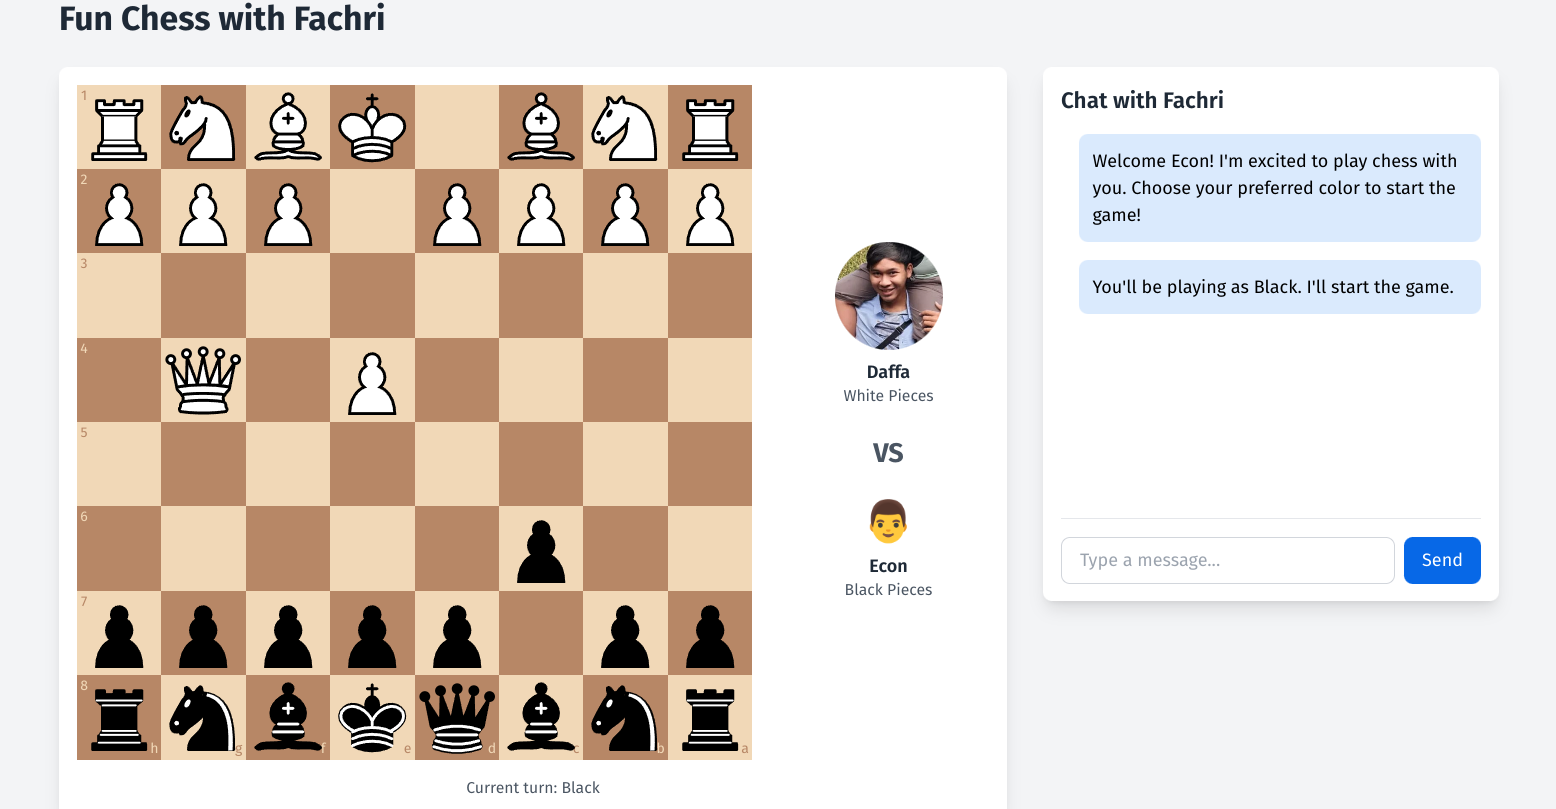 Fun Chess with Fachri
1
2
3
4
5
6
7
8
h
g
f
e
d
c
b
a
Current turn: Black
Daffa
White Pieces
VS
Econ
Black Pieces
Chat with Fachri
Welcome Econ! I'm excited to play chess with
you. Choose your preferred color to start the
game!
You'll be playing as Black. I'll start the game.
Type a message...
Send